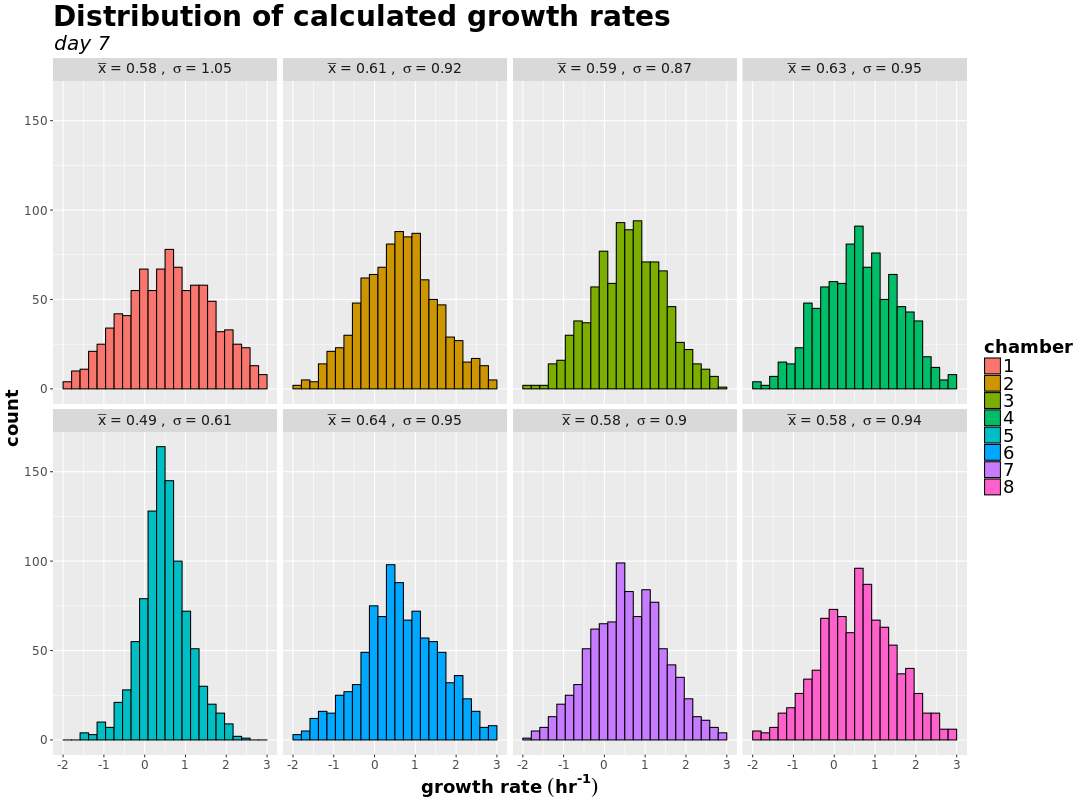 Distribution of calculated growth rates
day 7
x̅ = 0.58 , σ = 1.05
x̅ = 0.61 , σ = 0.92
x̅ = 0.59 , σ = 0.87
x̅ = 0.63 , σ = 0.95
150
100
50
0
x̅ = 0.49 , σ = 0.61
x̅ = 0.64 , σ = 0.95
x̅ = 0.58 , σ = 0.9
x̅ = 0.58 , σ = 0.94
150
100
50
0
-2 -1 0 1 2 3
-2 -1 0 1 2 3
-2 -1 0 1 2 3
-2 -1 0 1 2 3
count
growth rate (hr⁻¹)
chamber
1
2
3
4
5
6
7
8